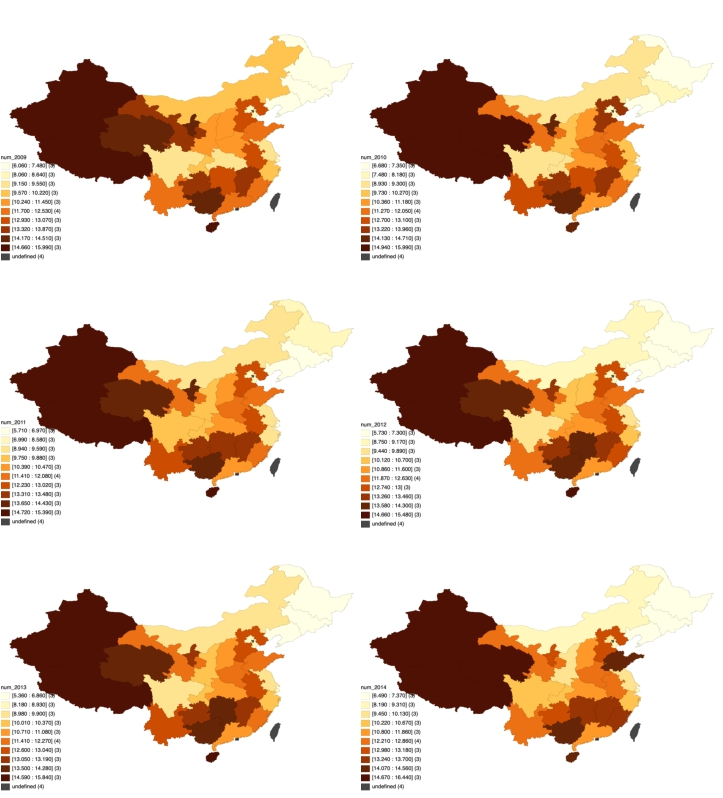 num_2009
[6.060 : 7.480] (3)
[8.060 : 8.640] (3)
[9.150 : 9.550] (3)
[9.570 : 10.220] (3)
[10.240 : 11.450] (3)
[11.700 : 12.530] (4)
[12.930 : 13.070] (3)
[13.320 : 13.870] (3)
[14.170 : 14.510] (3)
[14.660 : 15.990] (3)
undefined (4)
num_2010
[6.680 : 7.350] (3)
[7.480 : 8.180] (3)
[8.930 : 9.300] (3)
[9.730 : 10.270] (3)
[10.360 : 11.180] (3)
[11.270 : 12.050] (4)
[12.700 : 13.100] (3)
[13.220 : 13.960] (3)
[14.130 : 14.710] (3)
[14.940 : 15.990] (3)
undefined (4)
num_2011
[5.710 : 6.970] (3)
[6.990 : 8.580] (3)
[8.940 : 9.590] (3)
[9.750 : 9.880] (3)
[10.390 : 10.470] (3)
[11.410 : 12.080] (4)
[12.230 : 13.020] (3)
[13.310 : 13.480] (3)
[13.650 : 14.430] (3)
[14.720 : 15.390] (3)
undefined (4)
num_2012
[5.730 : 7.300] (3)
[8.750 : 9.170] (3)
[9.440 : 9.890] (3)
[10.120 : 10.700] (3)
[10.860 : 11.600] (3)
[11.870 : 12.630] (4)
[12.740 : 13] (3)
[13.260 : 13.460] (3)
[13.580 : 14.300] (3)
[14.660 : 15.480] (3)
undefined (4)
num_2013
[5.360 : 6.860] (3)
[8.180 : 8.930] (3)
[8.980 : 9.900] (3)
[10.010 : 10.370] (3)
[10.710 : 11.080] (3)
[11.410 : 12.270] (4)
[12.600 : 13.040] (3)
[13.050 : 13.190] (3)
[13.500 : 14.280] (3)
[14.590 : 15.840] (3)
undefined (4)
num_2014
[6.490 : 7.370] (3)
[8.190 : 9.310] (3)
[9.450 : 10.130] (3)
[10.220 : 10.670] (3)
[10.800 : 11.860] (3)
[12.210 : 12.860] (4)
[12.980 : 13.180] (3)
[13.240 : 13.700] (3)
[14.070 : 14.560] (3)
[14.670 : 16.440] (3)
undefined (4)